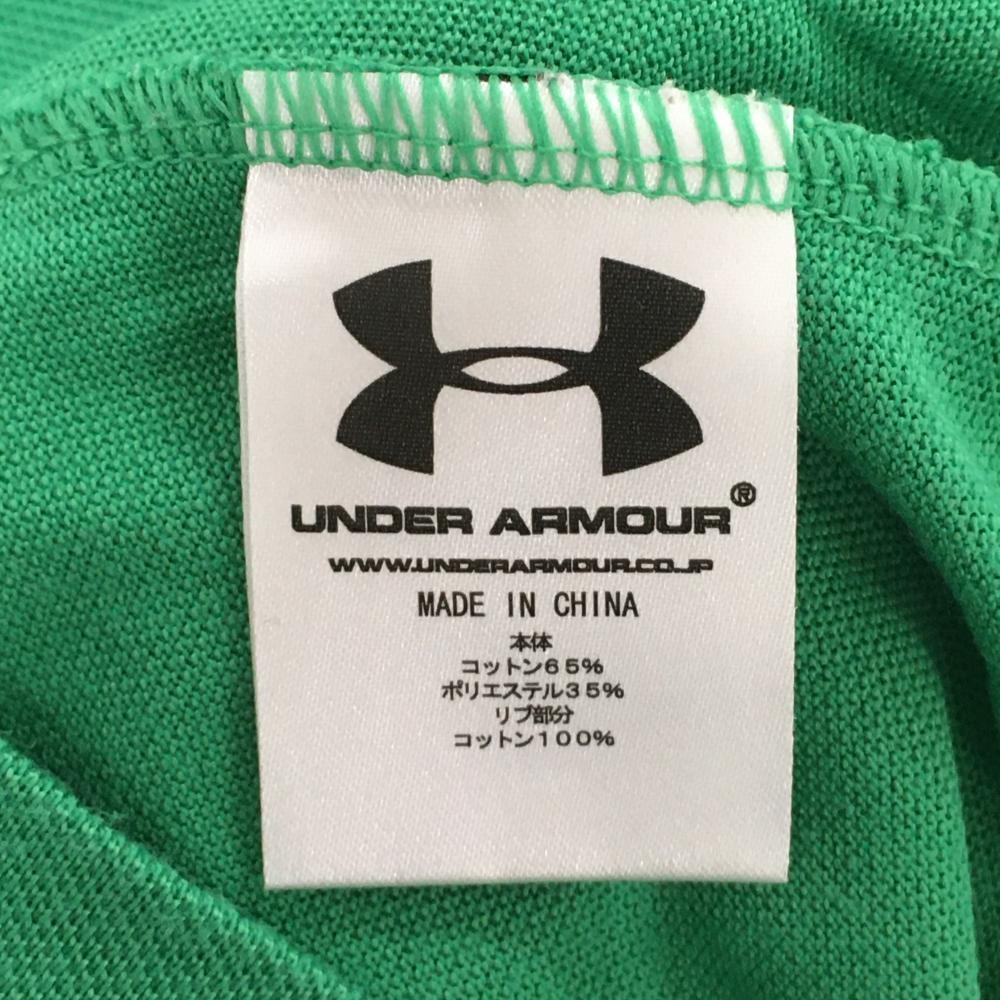 UNDER ARMOUR®
WWW.UNDERARMOUR.CO.JP
MADE IN CHINA
本体
コットン65%
ポリエステル35%
リブ部分
コットン100%